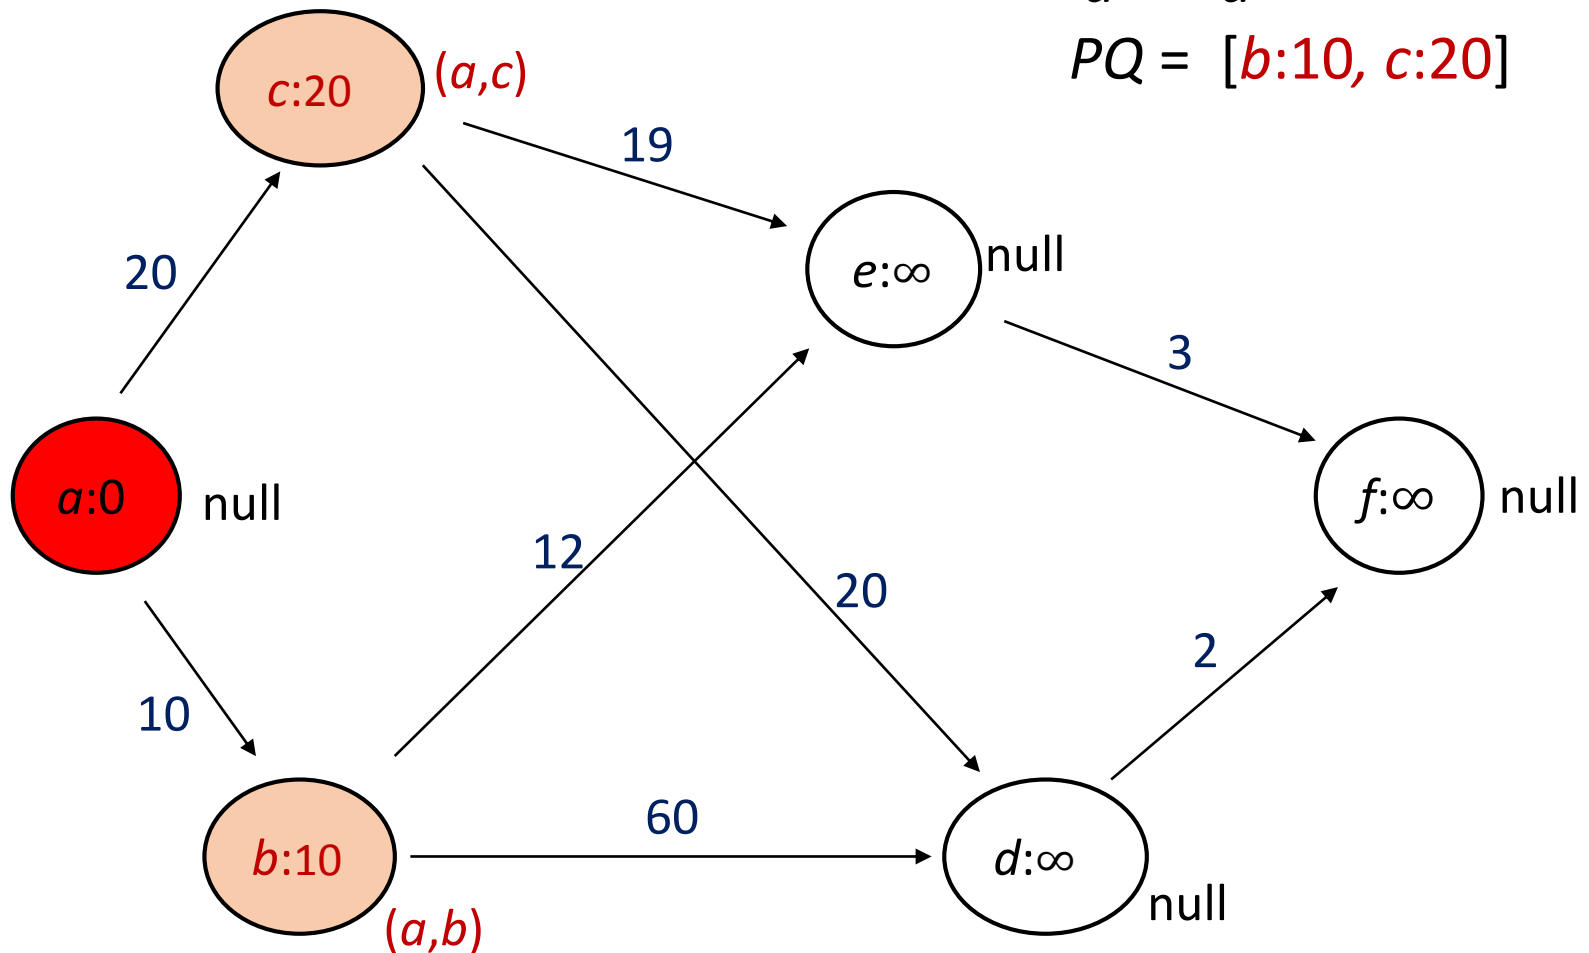 PQ = [b:10, c:20]
c:20
(a,c)
19
20
e:∞
null
3
a:0
null
f:∞
null
12
20
10
2
60
b:10
(a,b)
d:∞
null